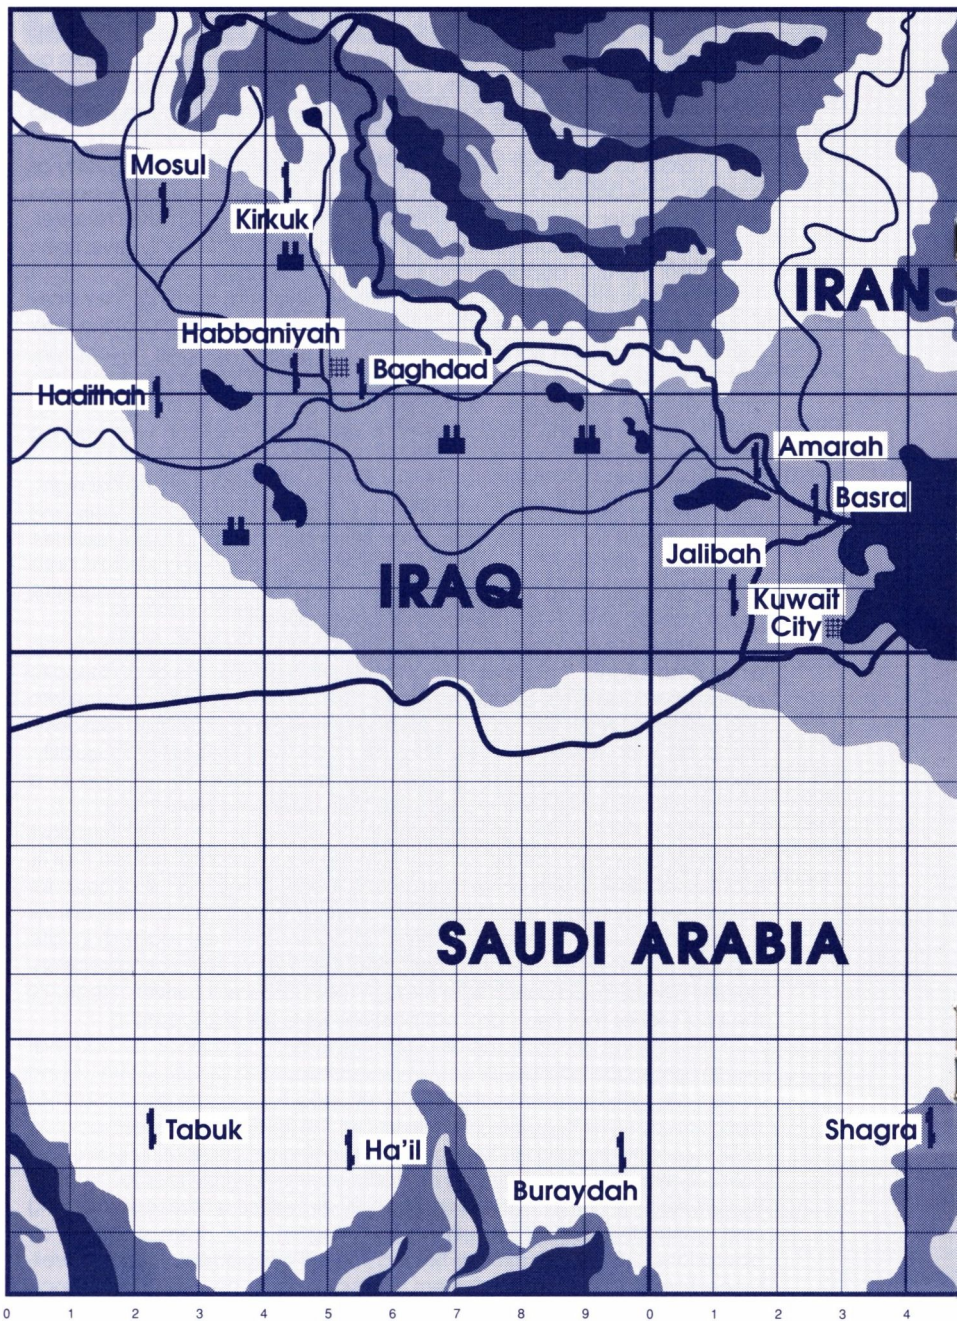 Mosul
Kirkuk
IRAN
Habbaniyah
Baghdad
Hadithah
Amarah
Basra
Jalibah
IRAQ
Kuwait
City
SAUDI ARABIA
Tabuk
Ha'il
Shagra
Buraydah
0 1 2 3 4 5 6 7 8 9 0 1 2 3 4